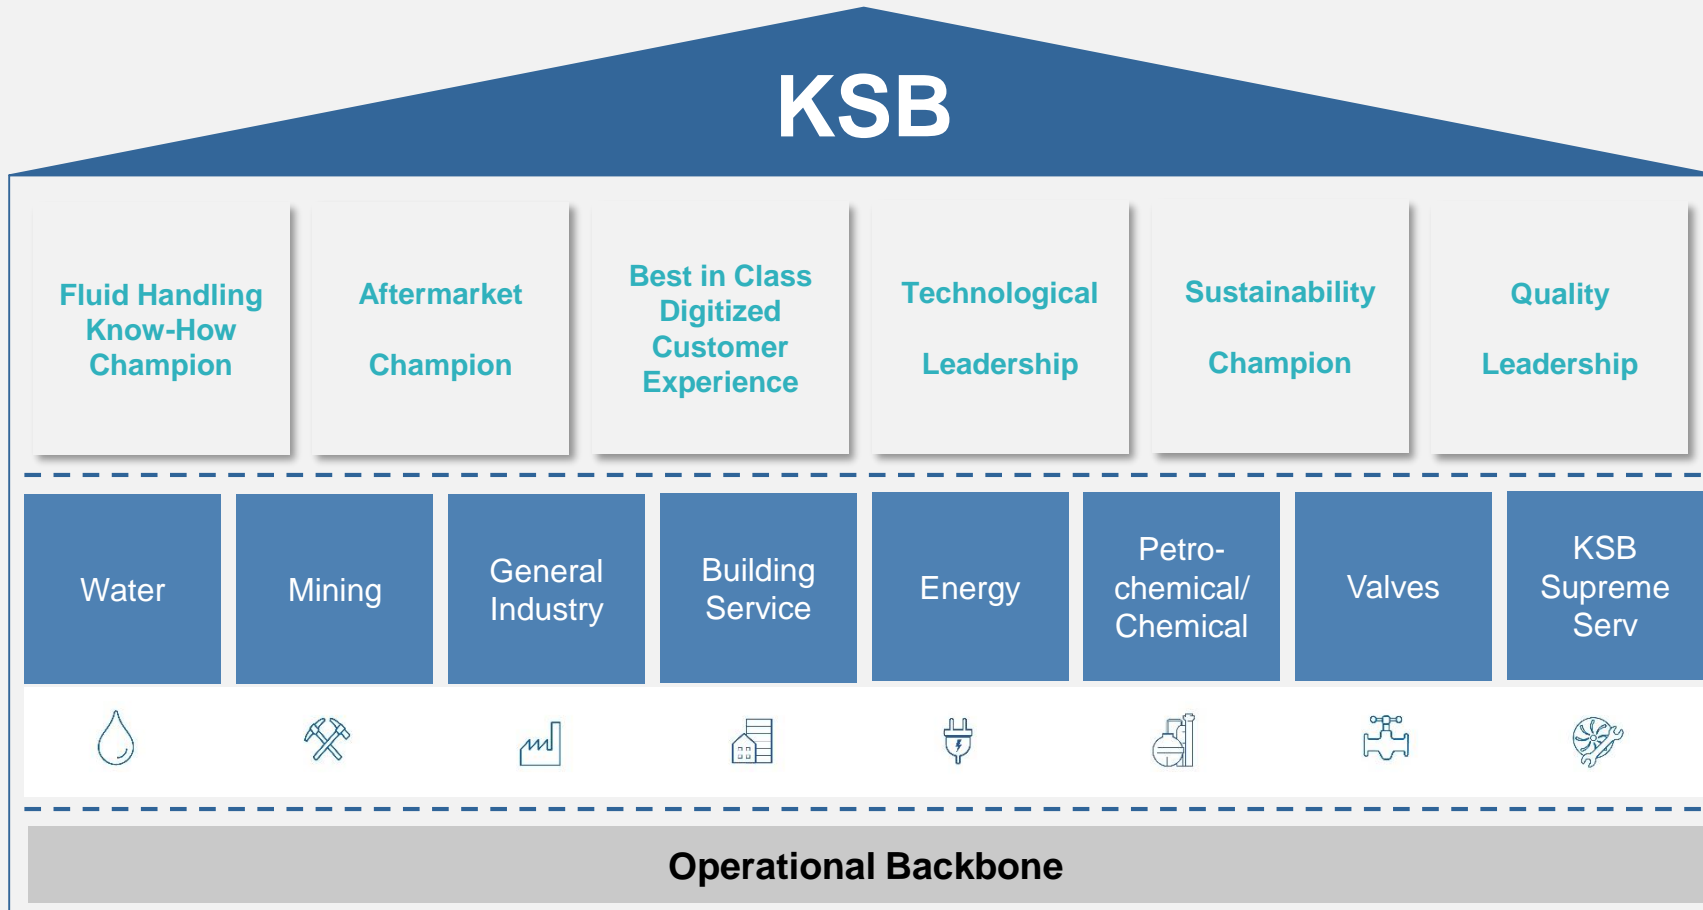 KSB
Fluid Handling
Know-How
Champion
Aftermarket
Champion
Best in Class
Digitized
Customer
Experience
Technological
Leadership
Sustainability
Champion
Quality
Leadership
Water
Mining
General
Industry
Building
Service
Energy
Petro-
chemical/
Chemical
Valves
KSB
Supreme
Serv
Operational Backbone